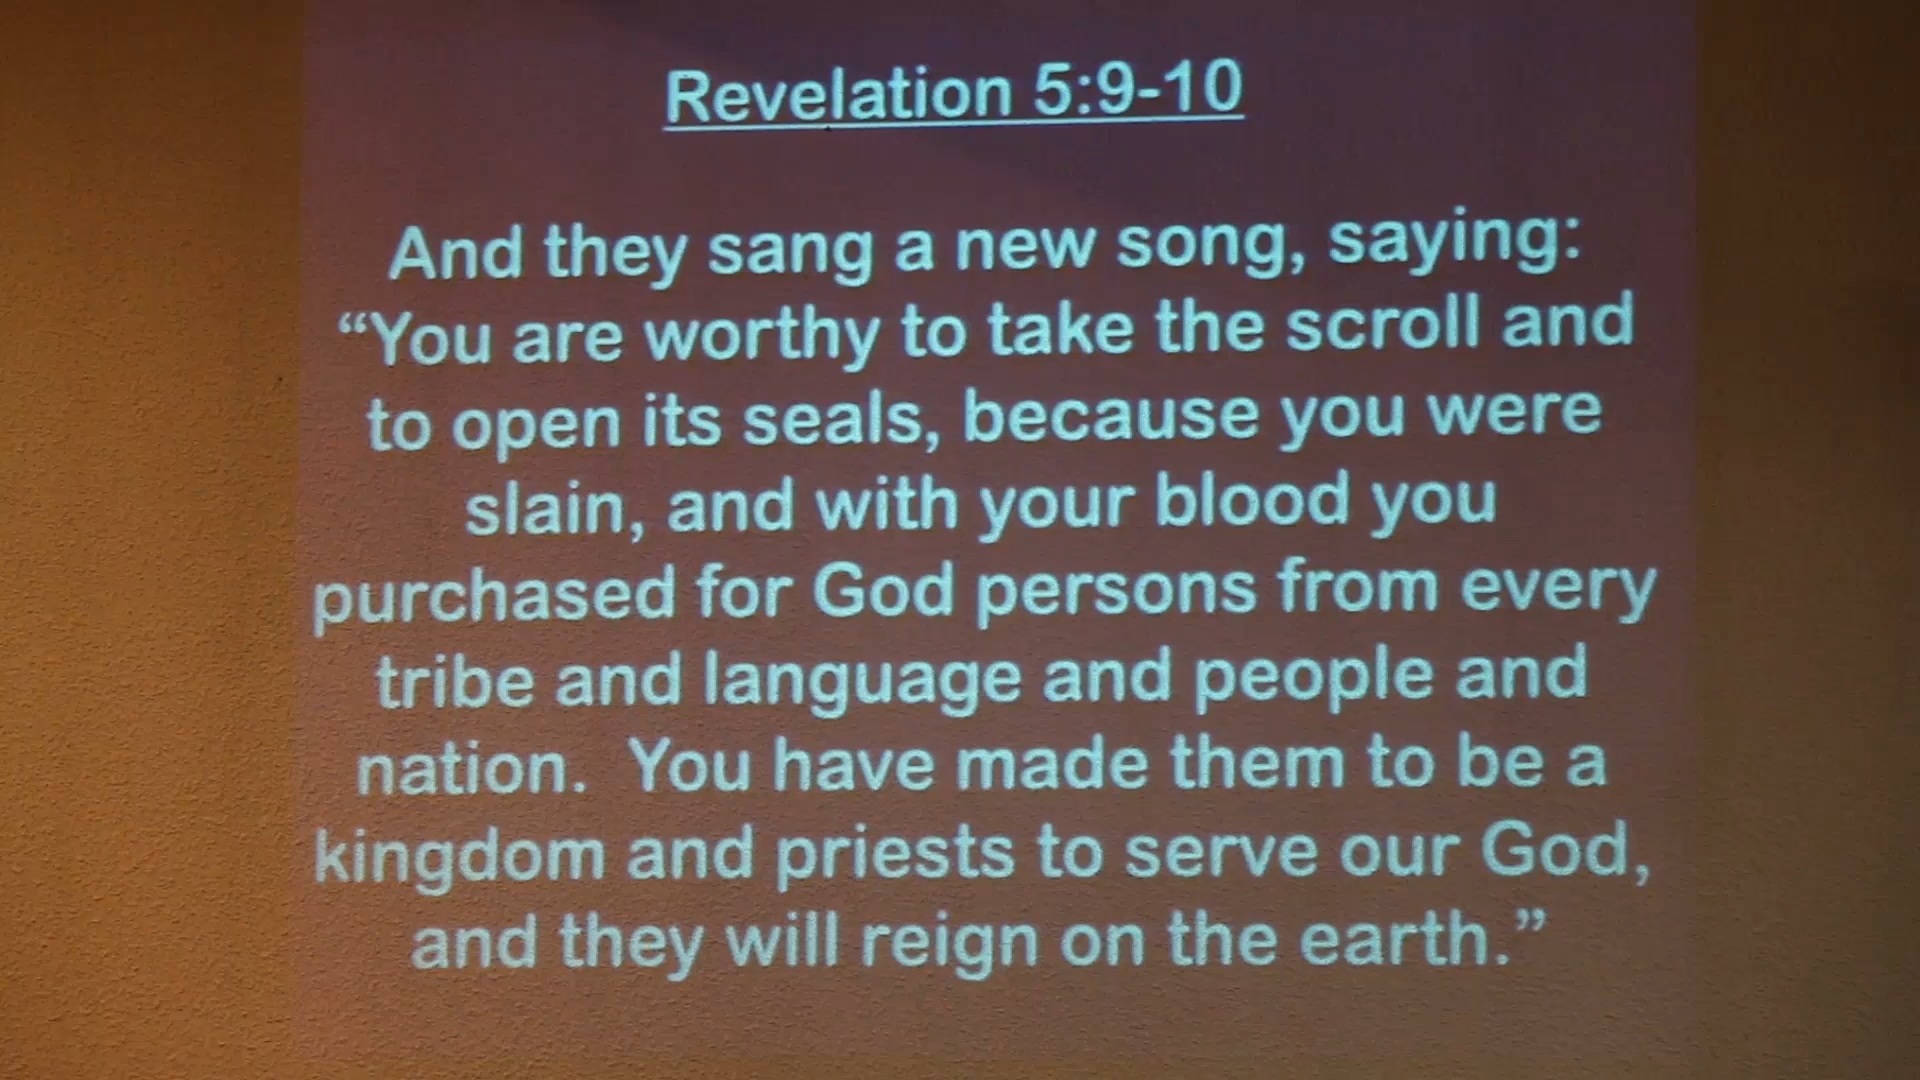 Revelation 5:9-10
And they sang a new song, saying:
“You are worthy to take the scroll and
to open its seals, because you were
slain, and with your blood you
purchased for God persons from every
tribe and language and people and
nation.  You have made them to be a
kingdom and priests to serve our God,
and they will reign on the earth.”